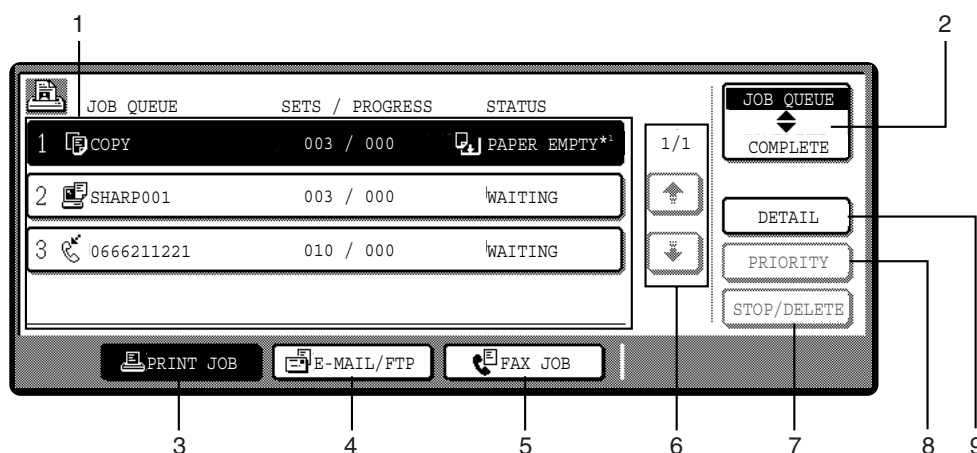 1
2
JOB QUEUE SETS / PROGRESS STATUS
1 COPY 003 / 000 PAPER EMPTY*1
2 SHARP001 003 / 000 WAITING
3 0666211221 010 / 000 WAITING
1/1
JOB QUEUE
COMPLETE
DETAIL
PRIORITY
STOP/DELETE
PRINT JOB E-MAIL/FTP FAX JOB
3 4 5 6 7 8 9